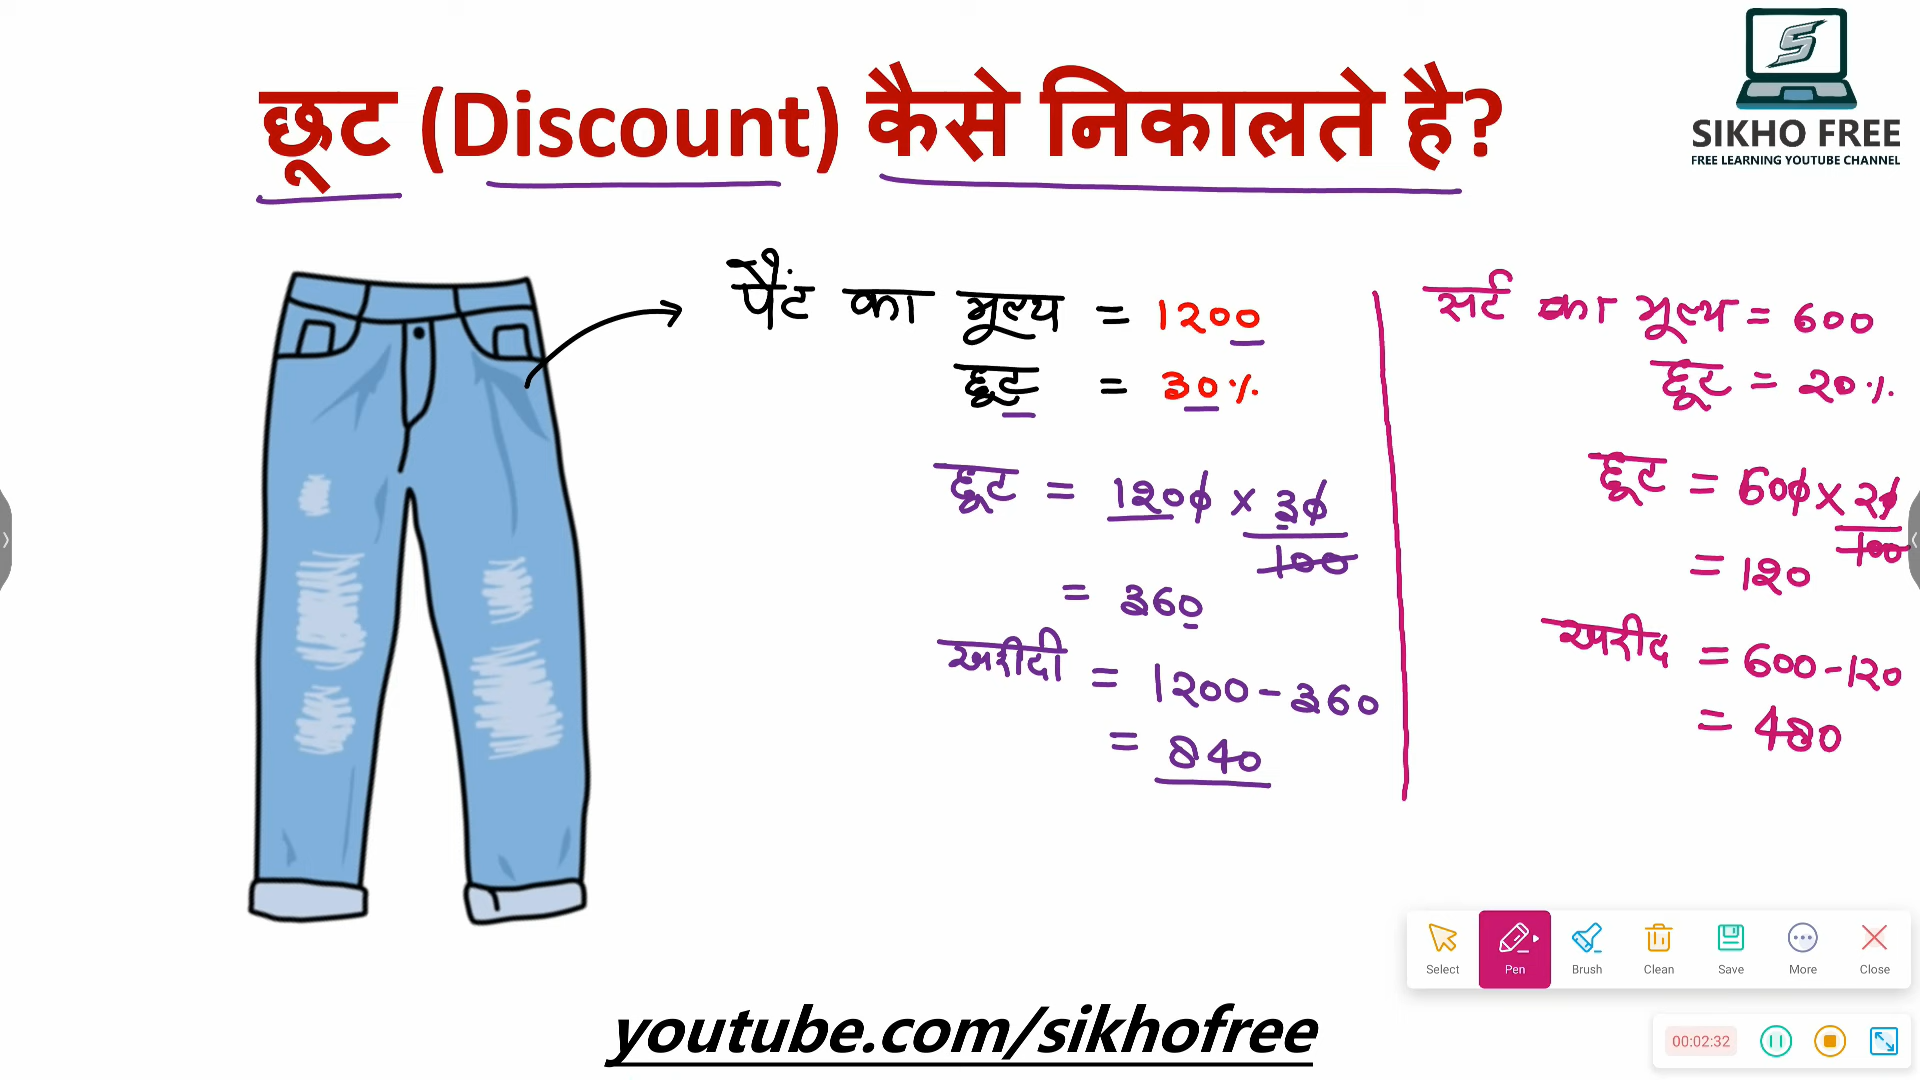 छूट (Discount) कैसे निकालते है?
SIKHO FREE
FREE LEARNING YOUTUBE CHANNEL
पैंट का मूल्य = 1200
छूट = 30%
छूट = 1200 x 30
100
= 360
खरीदी = 1200 - 360
= 840
सर्ट का मूल्य = 600
छूट = 20%
छूट = 600 x 20
100
= 120
खरीद = 600 - 120
= 480
Select
Pen
Brush
Clean
Save
More
Close
youtube.com/sikhofree
00:02:32